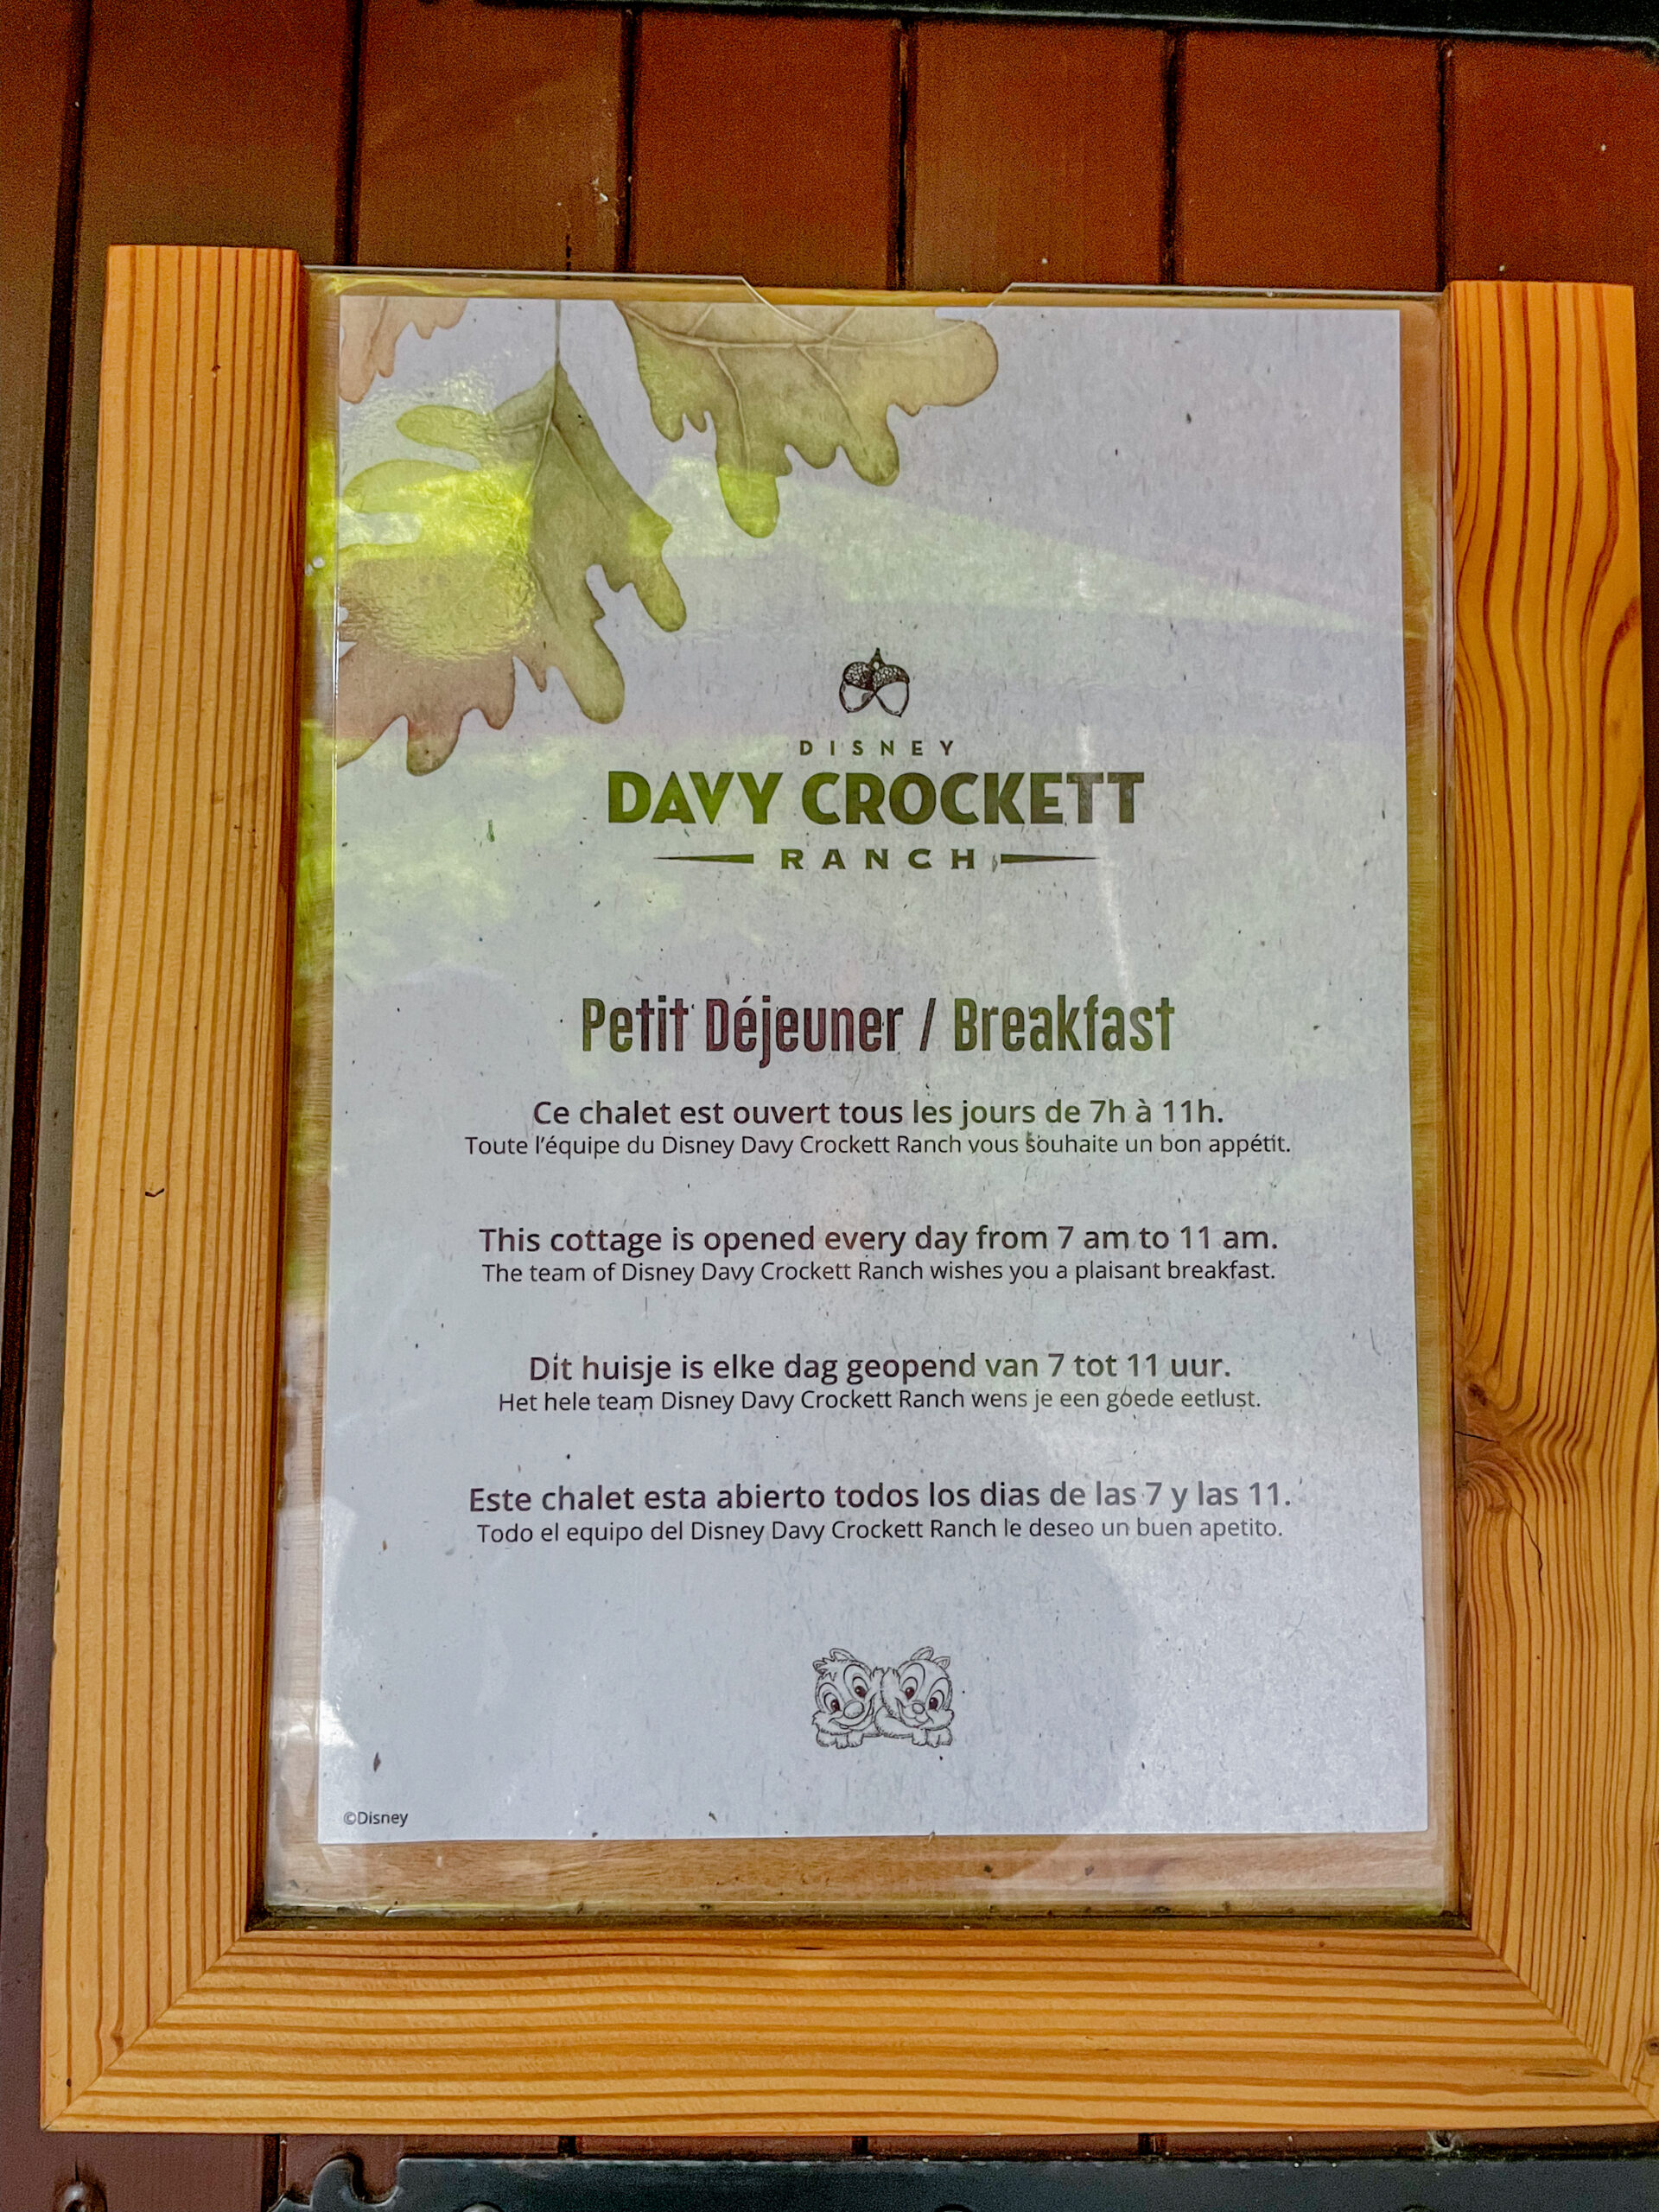 DISNEY
DAVY CROCKETT
RANCH
Petit Déjeuner / Breakfast
Ce chalet est ouvert tous les jours de 7h à 11h.
Toute l'équipe du Disney Davy Crockett Ranch vous souhaite un bon appétit.
This cottage is opened every day from 7 am to 11 am.
The team of Disney Davy Crockett Ranch wishes you a plaisant breakfast.
Dit huisje is elke dag geopend van 7 tot 11 uur.
Het hele team Disney Davy Crockett Ranch wens je een goede eetlust.
Este chalet esta abierto todos los dias de las 7 y las 11.
Todo el equipo del Disney Davy Crockett Ranch le deseo un buen apetito.
©Disney